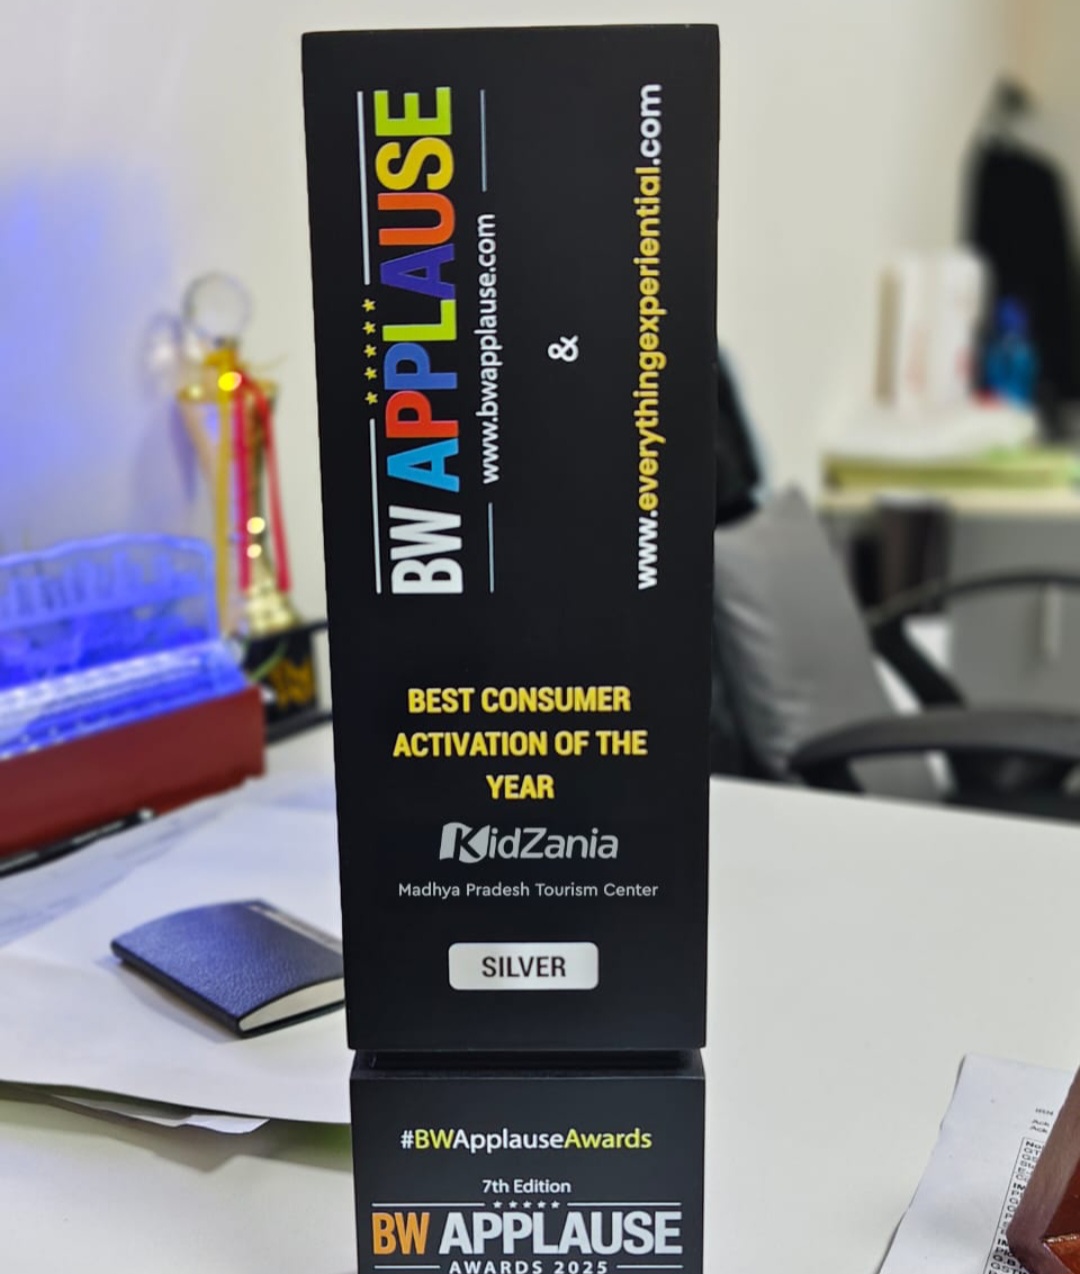 BW APPLAUSE
www.bwapplause.com
&
www.everythingexperiential.com
BEST CONSUMER
ACTIVATION OF THE
YEAR
KidZania
Madhya Pradesh Tourism Center
SILVER
#BWApplauseAwards
7th Edition
BW APPLAUSE
AWARDS 2025